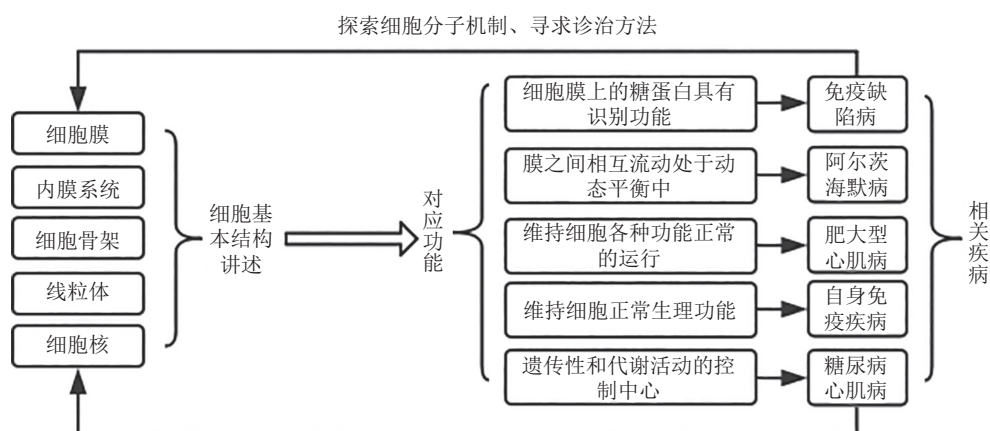 探索细胞分子机制、寻求诊治方法
细胞膜
内膜系统
细胞骨架
线粒体
细胞核
细胞基
本结构
讲述
对应功能
细胞膜上的糖蛋白具有
识别功能
膜之间相互流动处于动
态平衡中
维持细胞各种功能正常
的运行
维持细胞正常生理功能
遗传性和代谢活动的控
制中心
免疫缺
陷病
阿尔茨
海默病
肥大型
心肌病
自身免
疫疾病
糖尿病
心肌病
相关疾病